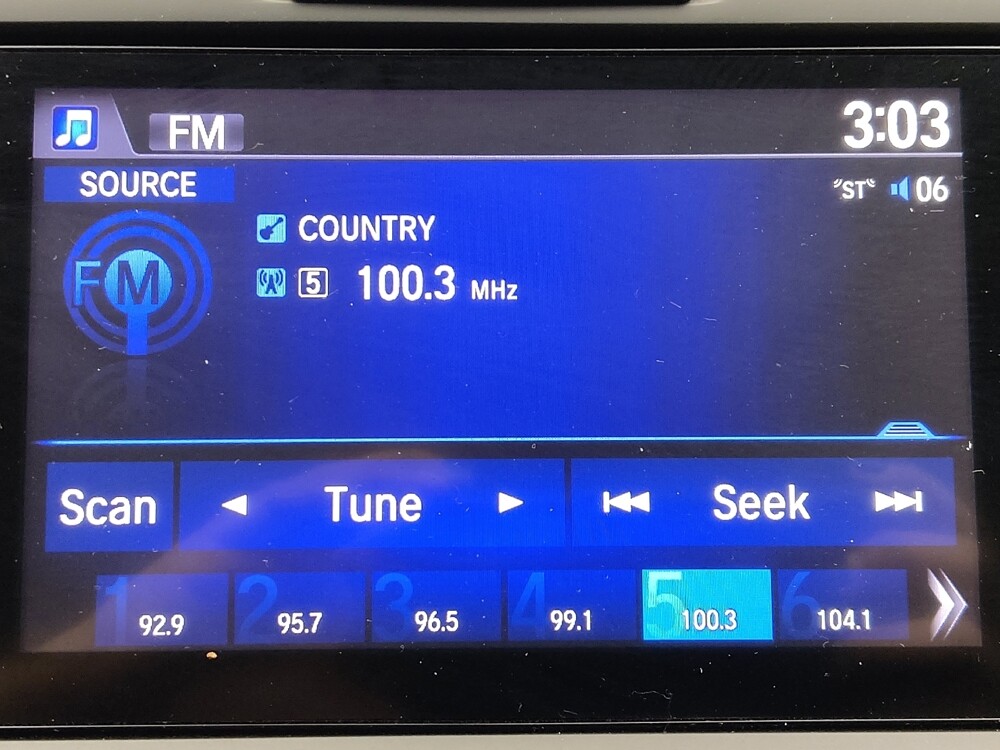 FM 3:03
SOURCE
"ST" 06
COUNTRY
FM
5 100.3 MHz
Scan ◄ Tune ► Seek
1 92.9 2 95.7 3 96.5 4 99.1 5 100.3 6 104.1